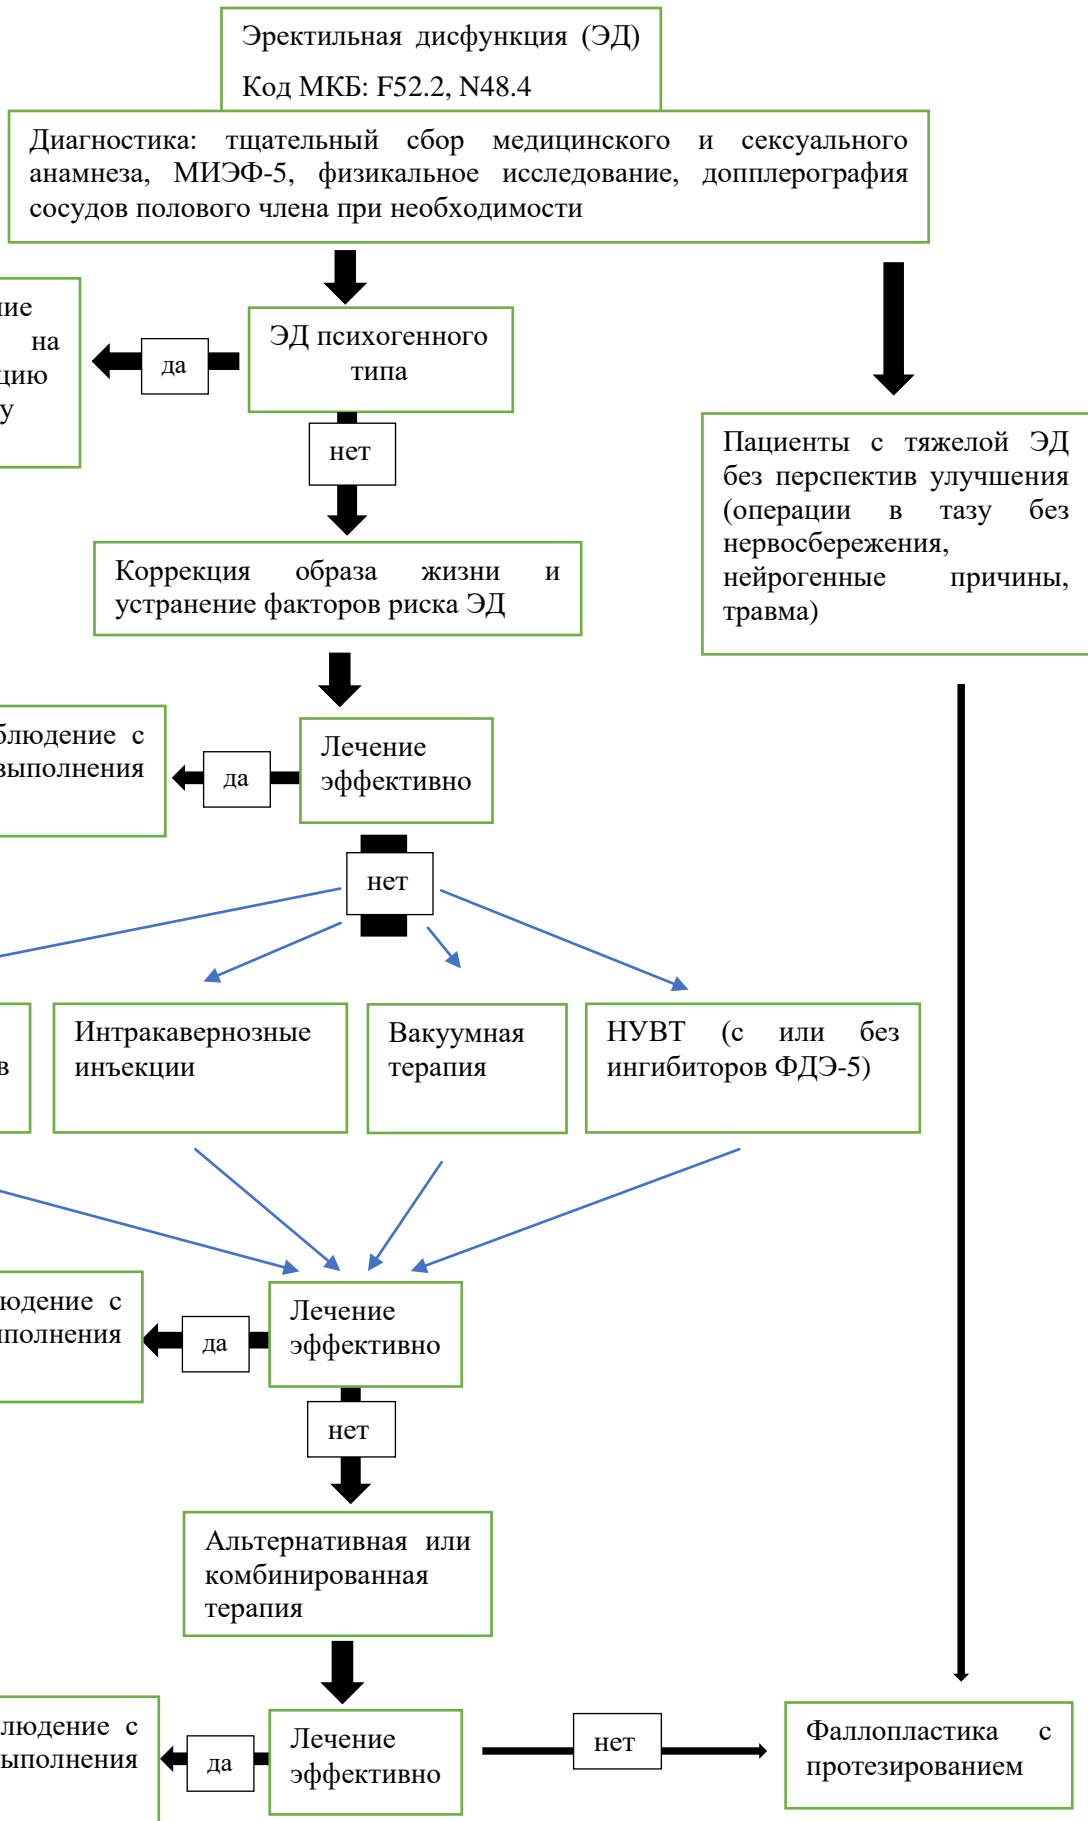 Эректильная дисфункция (ЭД)
Код МКБ: F52.2, N48.4
Диагностика: тщательный сбор медицинского и сексуального
анамнеза, МИЭФ-5, физикальное исследование, допплерография
сосудов полового члена при необходимости
на
ЭД психогенного
типа
да
нет
Пациенты с тяжелой ЭД
без перспектив улучшения
(операции в тазу без
нервосбережения,
нейрогенные причины,
травма)
Коррекция образа жизни и
устранение факторов риска ЭД
с
да
Лечение
эффективно
нет
Интракавернозные
инъекции
Вакуумная
терапия
НУВТ (с или без
ингибиторов ФДЭ-5)
с
да
Лечение
эффективно
нет
Альтернативная или
комбинированная
терапия
с
да
Лечение
эффективно
нет
Фаллопластика с
протезированием